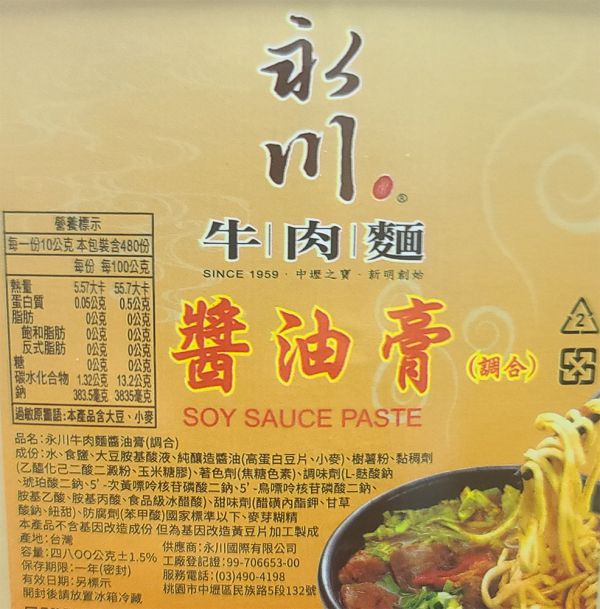 永川®
牛|肉|麵
SINCE 1959 · 中壢之寶 · 新明創始
醬油膏(調合)
SOY SAUCE PASTE
2
營養標示
每一份10公克 本包裝含480份
每份 每100公克
熱量 5.57大卡 55.7大卡
蛋白質 0.05公克 0.5公克
脂肪 0公克 0公克
飽和脂肪 0公克 0公克
反式脂肪 0公克 0公克
糖 0公克 0公克
碳水化合物 1.32公克 13.2公克
鈉 383.5毫克 3835毫克
過敏原警語:本產品含大豆、小麥
品名:永川牛肉麵醬油膏(調合)
成份:水、食鹽、大豆胺基酸液、純釀造醬油(高蛋白豆片、小麥)、樹薯粉、黏稠劑
(乙醯化己二酸二澱粉、玉米糖膠)、著色劑(焦糖色素)、調味劑(L-麩酸鈉
、琥珀酸二鈉、5'-次黃嘌呤核苷磷酸二鈉、5'-鳥嘌呤核苷磷酸二鈉、
胺基乙酸、胺基丙酸、食品級冰醋酸)、甜味劑(醋磺內酯鉀、甘草
酸鈉、紐甜)、防腐劑(苯甲酸)國家標準以下、麥芽糊精
本產品不含基因改造成份 但為基因改造黃豆片加工製成
產地:台灣
容量:四八OO公克±1.5%
保存期限:一年(密封)
有效日期:另標示
開封後請放置冰箱冷藏
供應商:永川國際有限公司
工廠登記證:99-706653-00
服務電話:(03)490-4198
桃園市中壢區民族路5段132號